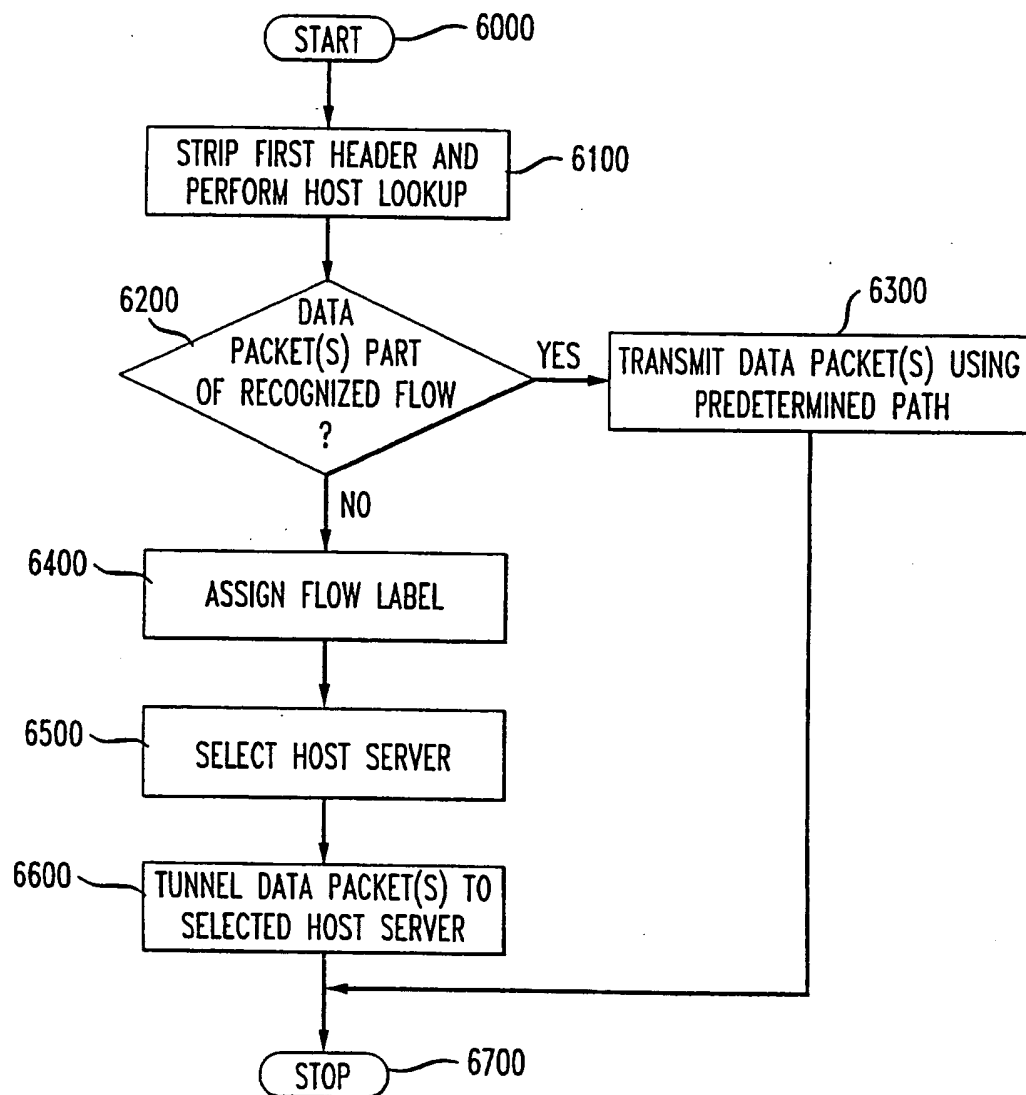 START
6000
STRIP FIRST HEADER AND
PERFORM HOST LOOKUP
6100
6200
DATA
PACKET(S) PART
OF RECOGNIZED FLOW
?
YES
6300
TRANSMIT DATA PACKET(S) USING
PREDETERMINED PATH
NO
6400
ASSIGN FLOW LABEL
6500
SELECT HOST SERVER
6600
TUNNEL DATA PACKET(S) TO
SELECTED HOST SERVER
STOP
6700